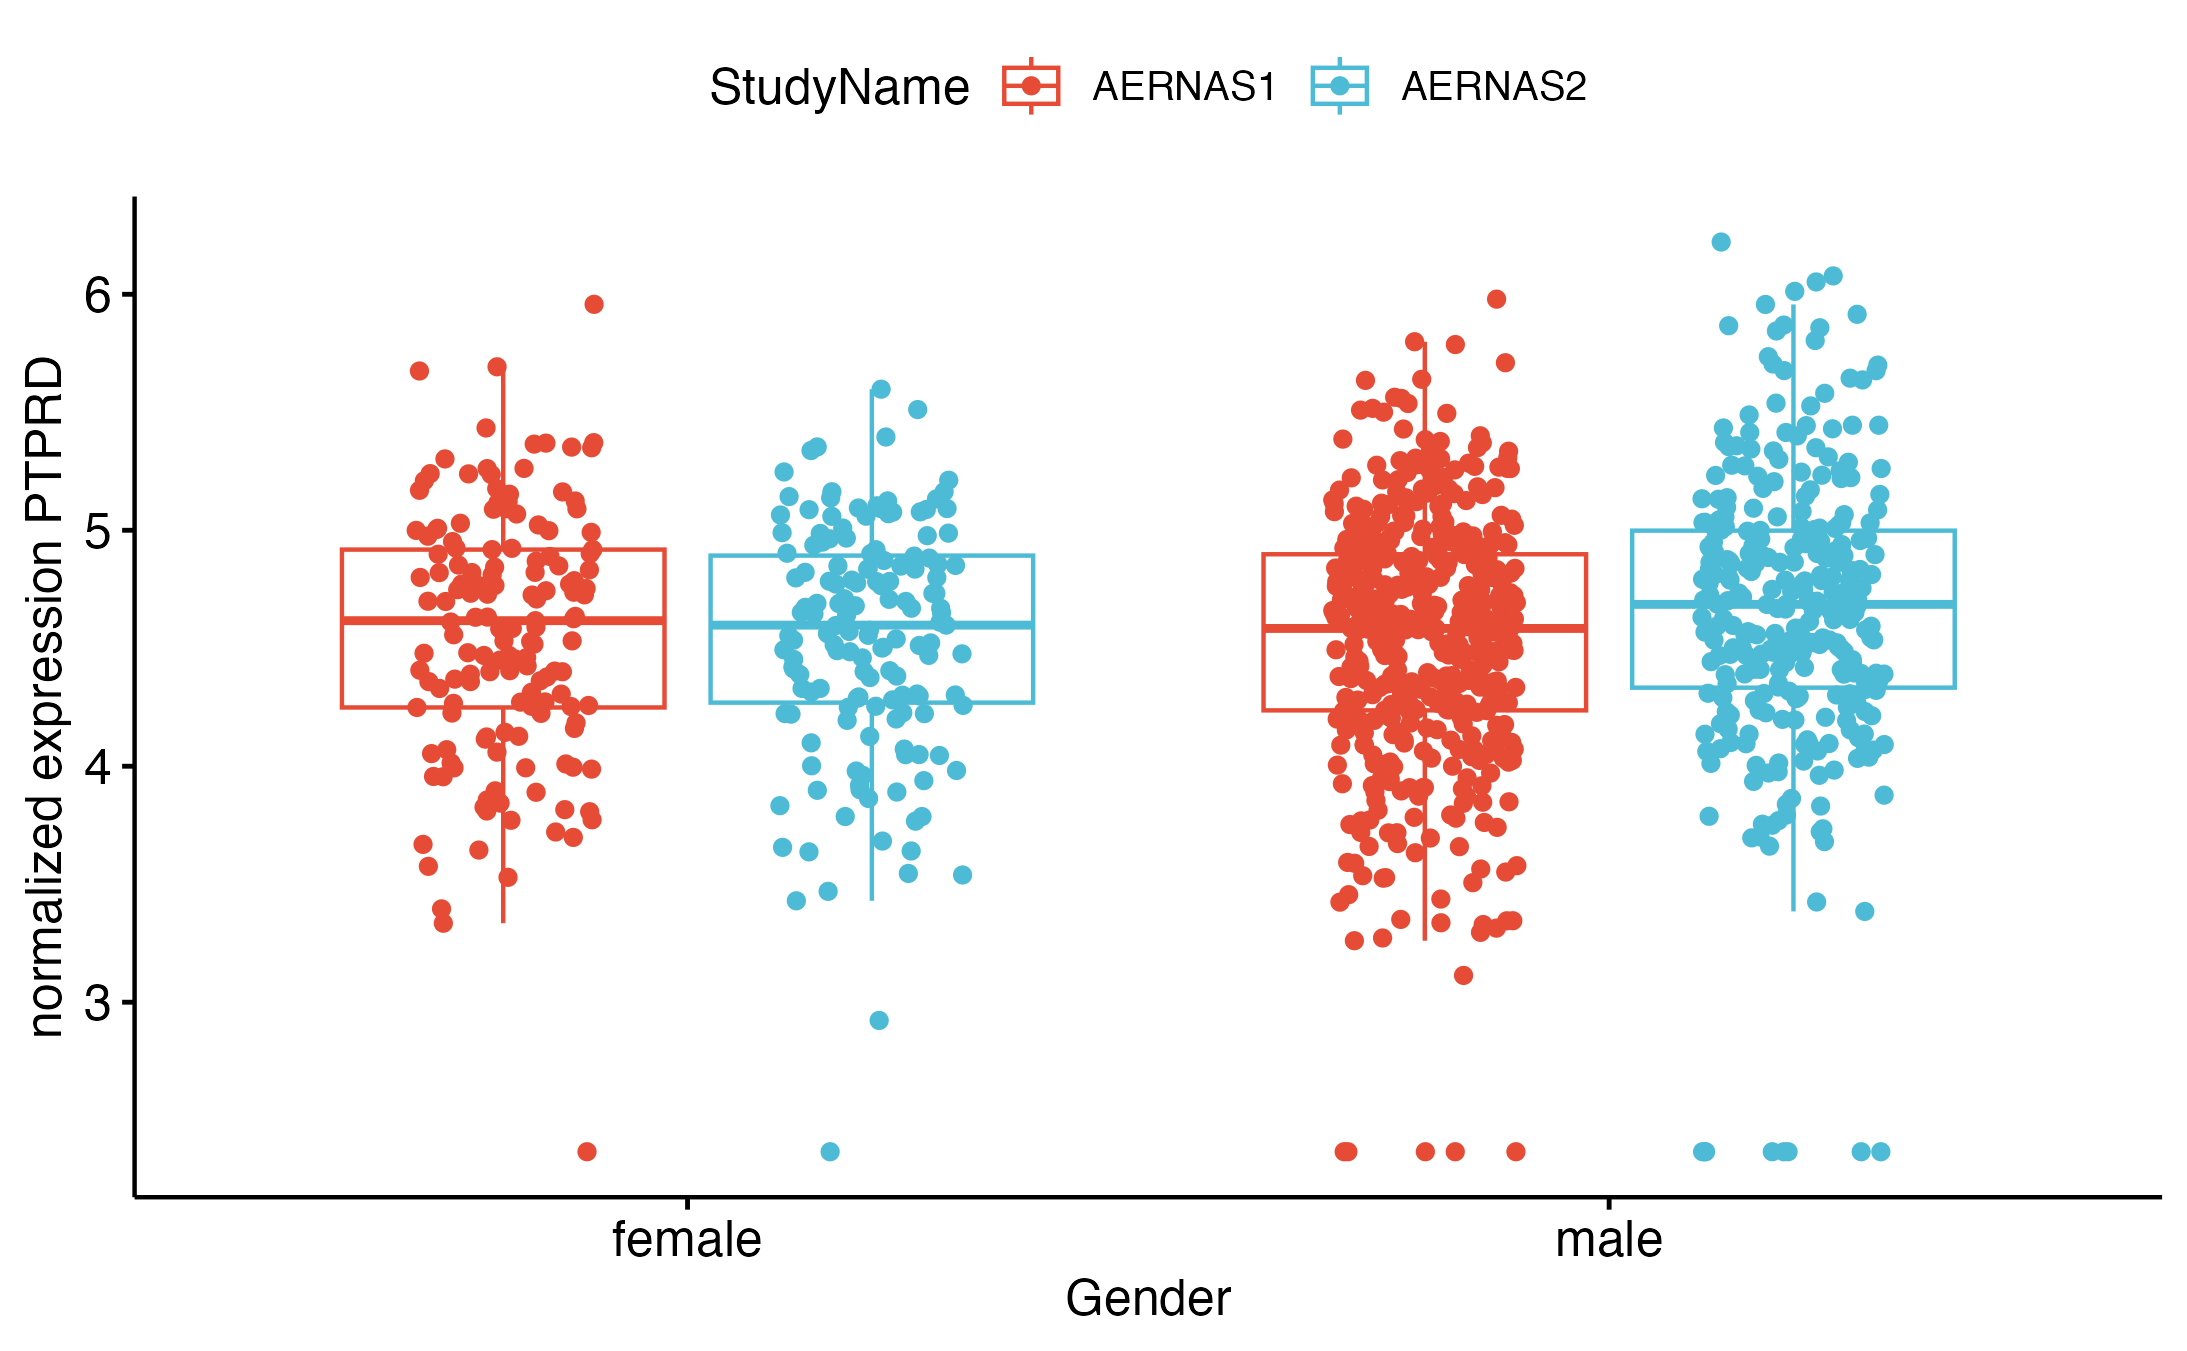 StudyName AERNAS1 AERNAS2
normalized expression PTPRD
6
5
4
3
female male
Gender